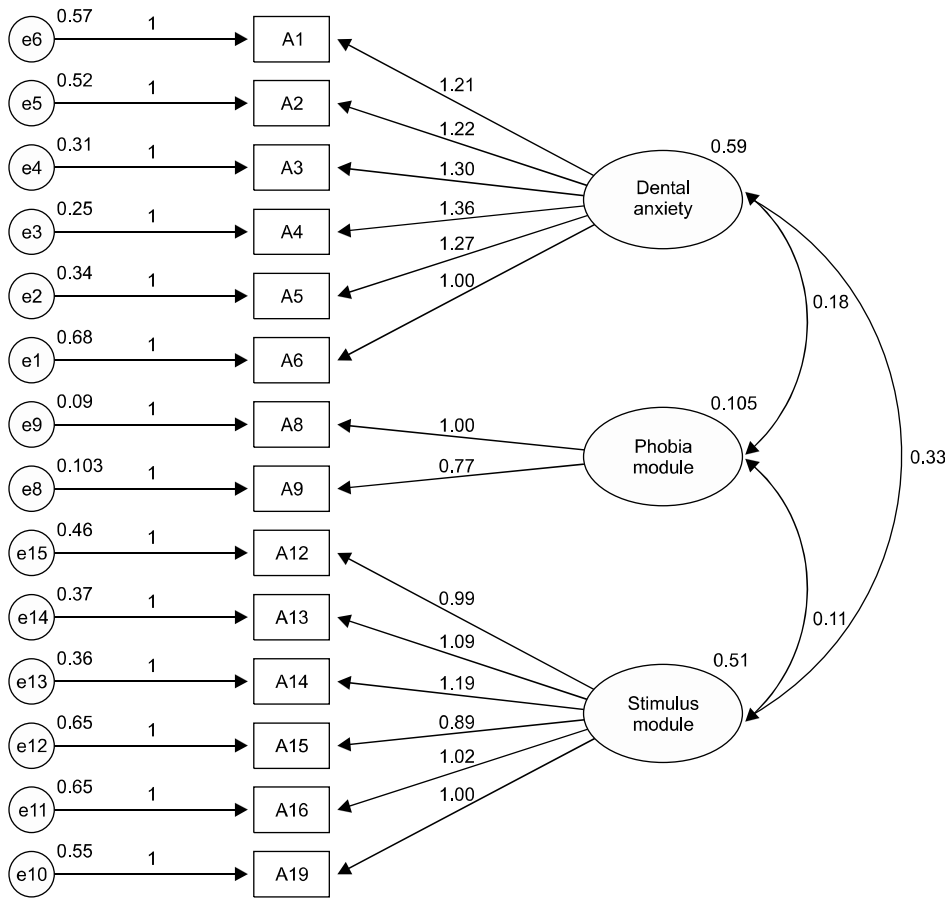 0.57
e6
1
A1
1.21
0.52
e5
1
A2
1.22
0.31
e4
1
A3
1.30
0.59
Dental
anxiety
0.25
e3
1
A4
1.36
0.34
e2
1
A5
1.27
0.68
e1
1
A6
1.00
0.18
0.09
e9
1
A8
1.00
0.105
Phobia
module
0.103
e8
1
A9
0.77
0.33
0.46
e15
1
A12
0.99
0.37
e14
1
A13
1.09
0.11
0.36
e13
1
A14
1.19
0.51
Stimulus
module
0.65
e12
1
A15
0.89
0.65
e11
1
A16
1.02
0.55
e10
1
A19
1.00